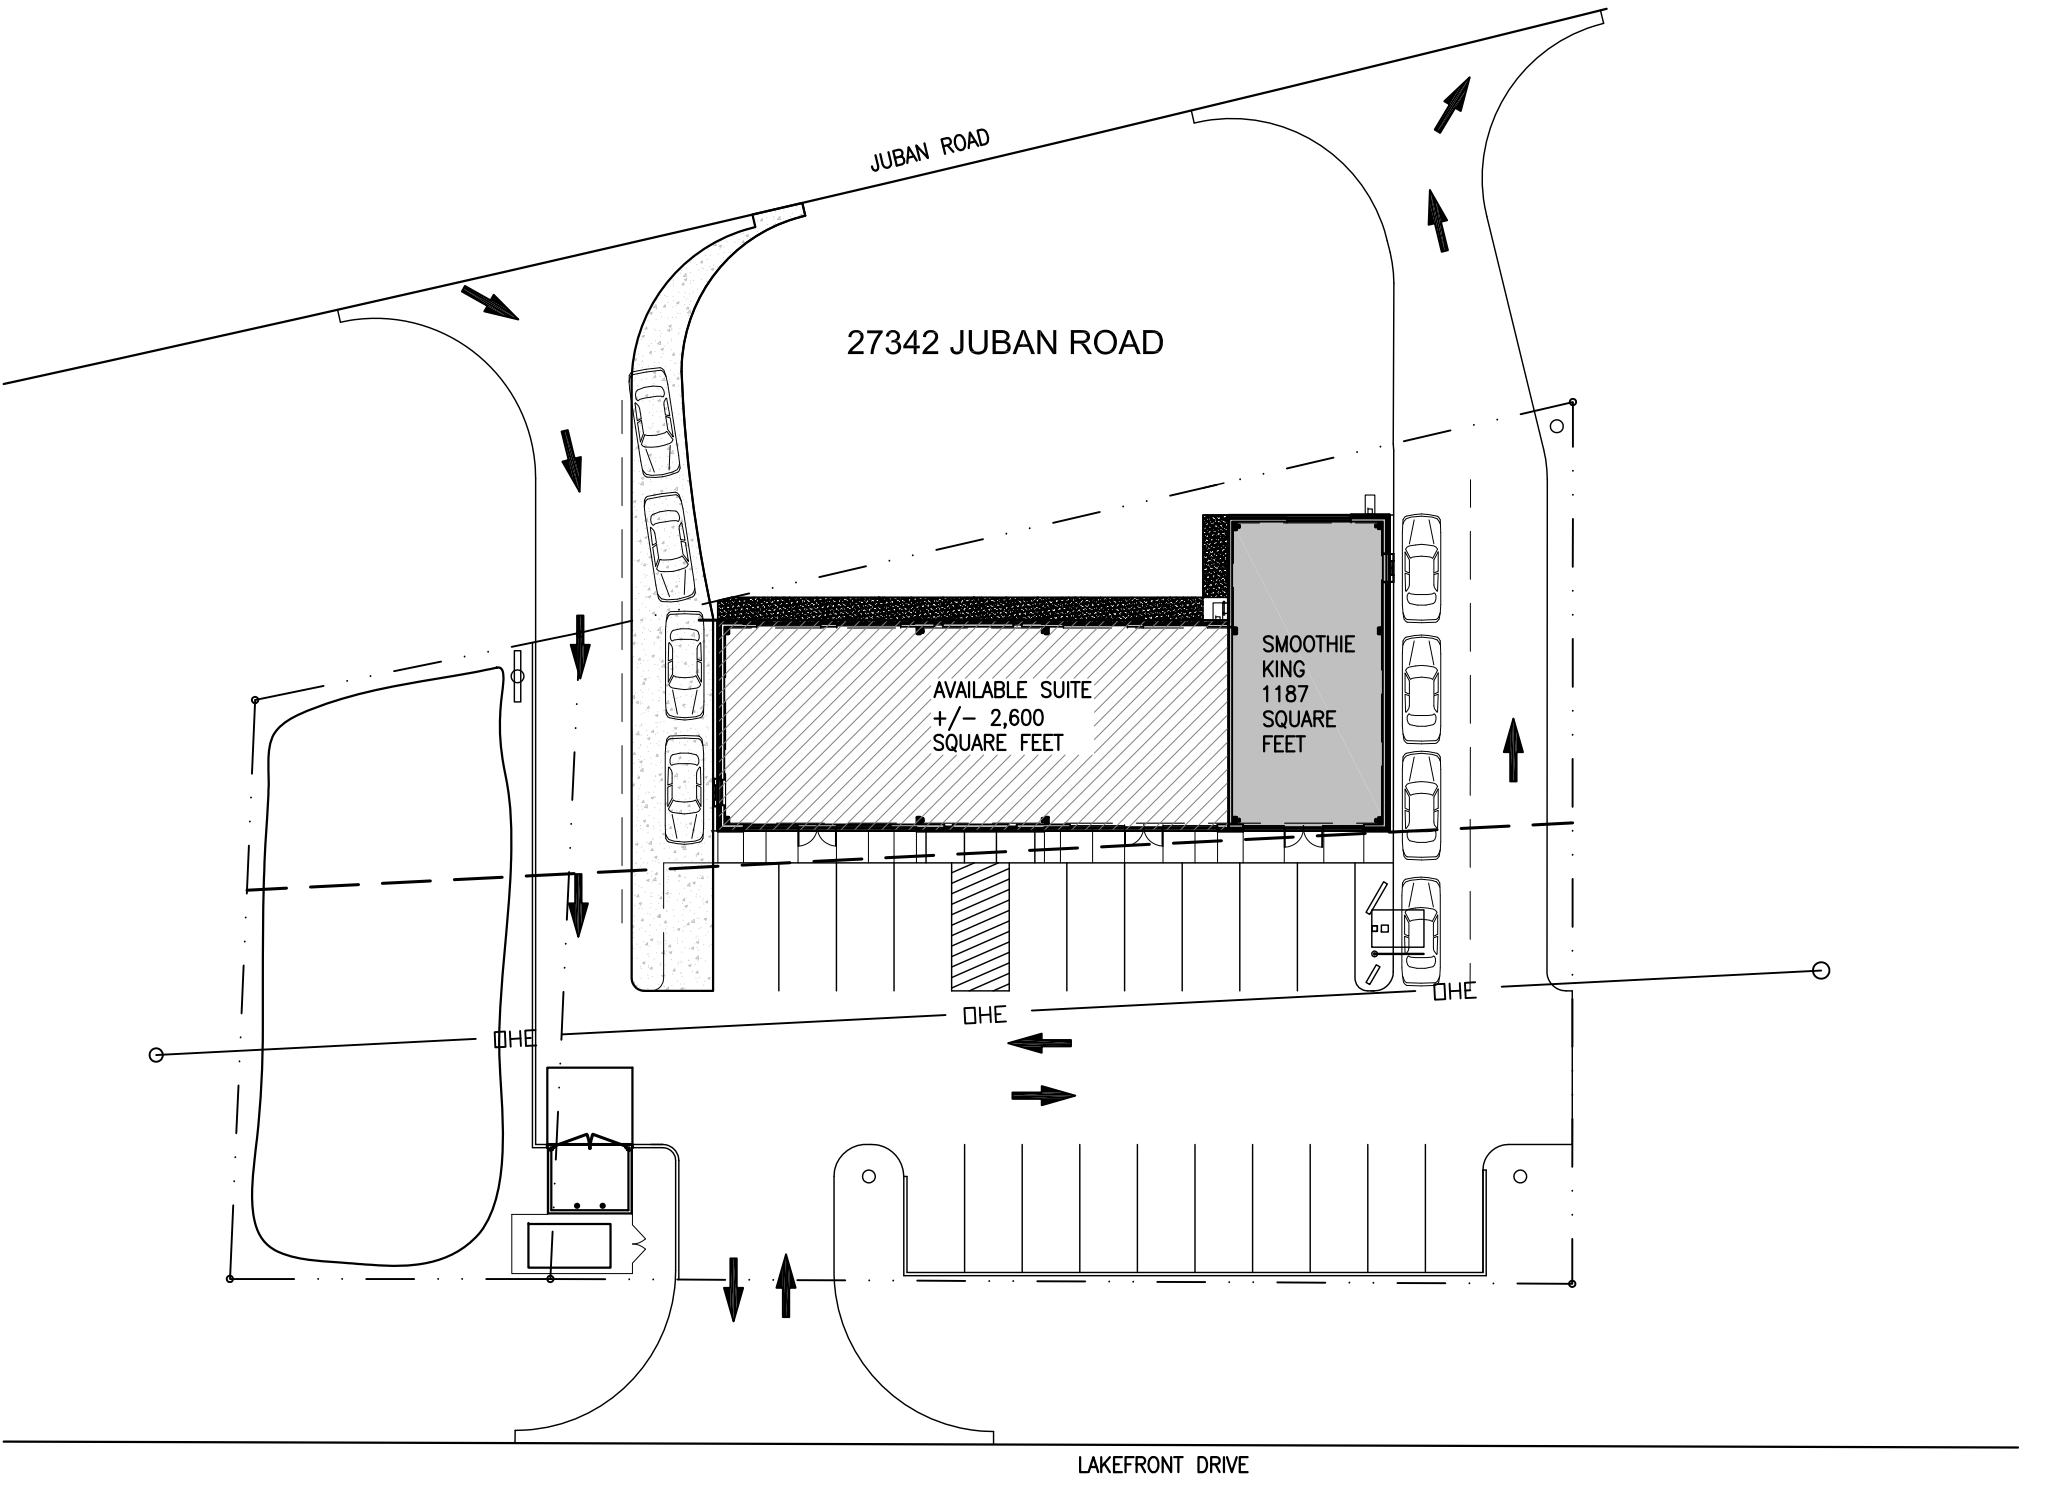 JUBAN ROAD
27342 JUBAN ROAD
SMOOTHIE
KING
1187
SQUARE
FEET
AVAILABLE SUITE
+/- 2,600
SQUARE FEET
OHE
OHE
OHE
LAKEFRONT DRIVE